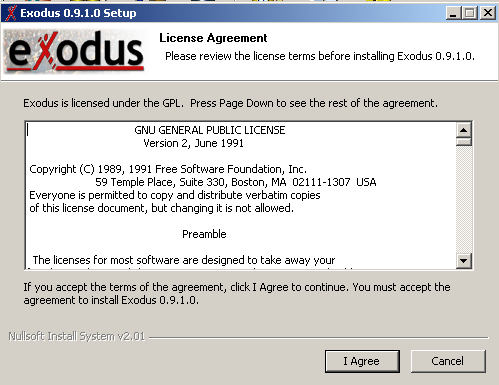 Exodus 0.9.1.0 Setup
eXodus
License Agreement
Please review the license terms before installing Exodus 0.9.1.0.
Exodus is licensed under the GPL. Press Page Down to see the rest of the agreement.
GNU GENERAL PUBLIC LICENSE
Version 2, June 1991
Copyright (C) 1989, 1991 Free Software Foundation, Inc.
59 Temple Place, Suite 330, Boston, MA 02111-1307 USA
Everyone is permitted to copy and distribute verbatim copies
of this license document, but changing it is not allowed.
Preamble
The licenses for most software are designed to take away your
If you accept the terms of the agreement, click I Agree to continue. You must accept the
agreement to install Exodus 0.9.1.0.
Nullsoft Install System v2.01
I Agree
Cancel